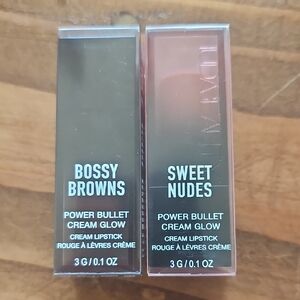 BOSSY
BROWNS
POWER BULLET
CREAM GLOW
CREAM LIPSTICK
ROUGE À LÈVRES CRÈME
3 G/0.1 OZ
SWEET
NUDES
POWER BULLET
CREAM GLOW
CREAM LIPSTICK
ROUGE À LÈVRES CRÈME
3 G/0.1 OZ